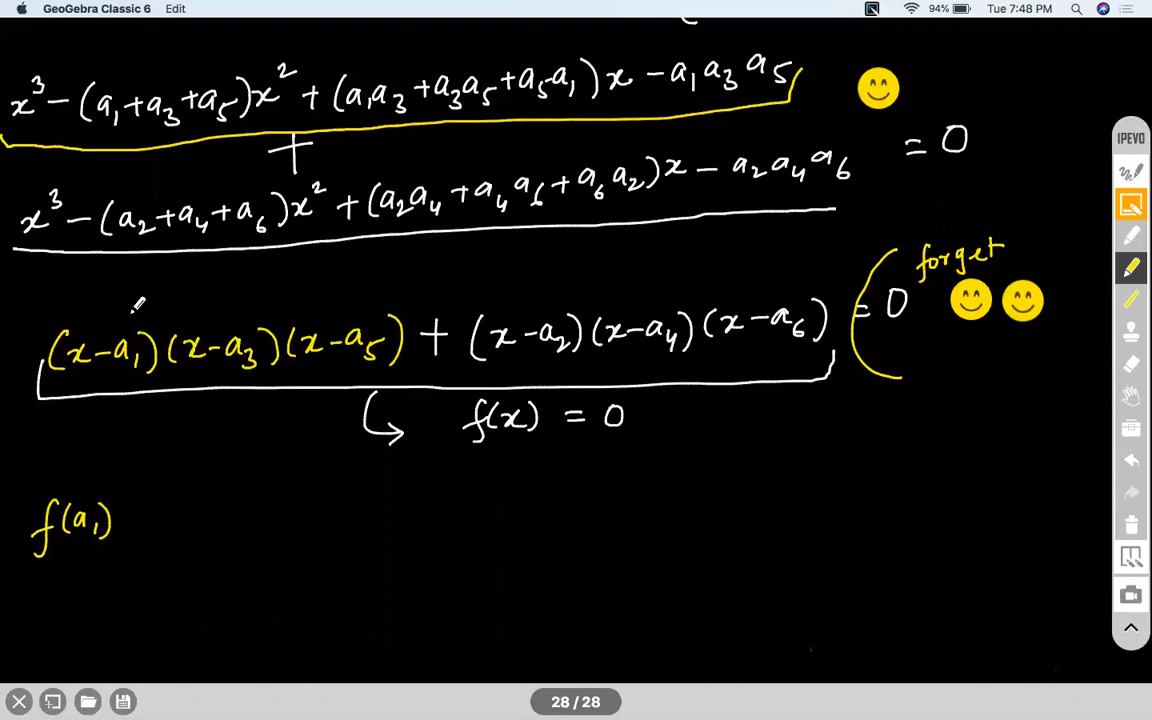 GeoGebra Classic 6 Edit 94% Tue 7:48 PM
x³ − (a₁+a₃+a₅)x² + (a₁a₃+a₃a₅+a₅a₁)x − a₁a₃a₅
+ = 0
x³ − (a₂+a₄+a₆)x² + (a₂a₄+a₄a₆+a₆a₂)x − a₂a₄a₆
forget
(x−a₁)(x−a₃)(x−a₅) + (x−a₂)(x−a₄)(x−a₆) = 0
f(x) = 0
f(a₁)
IPEVO
28 / 28